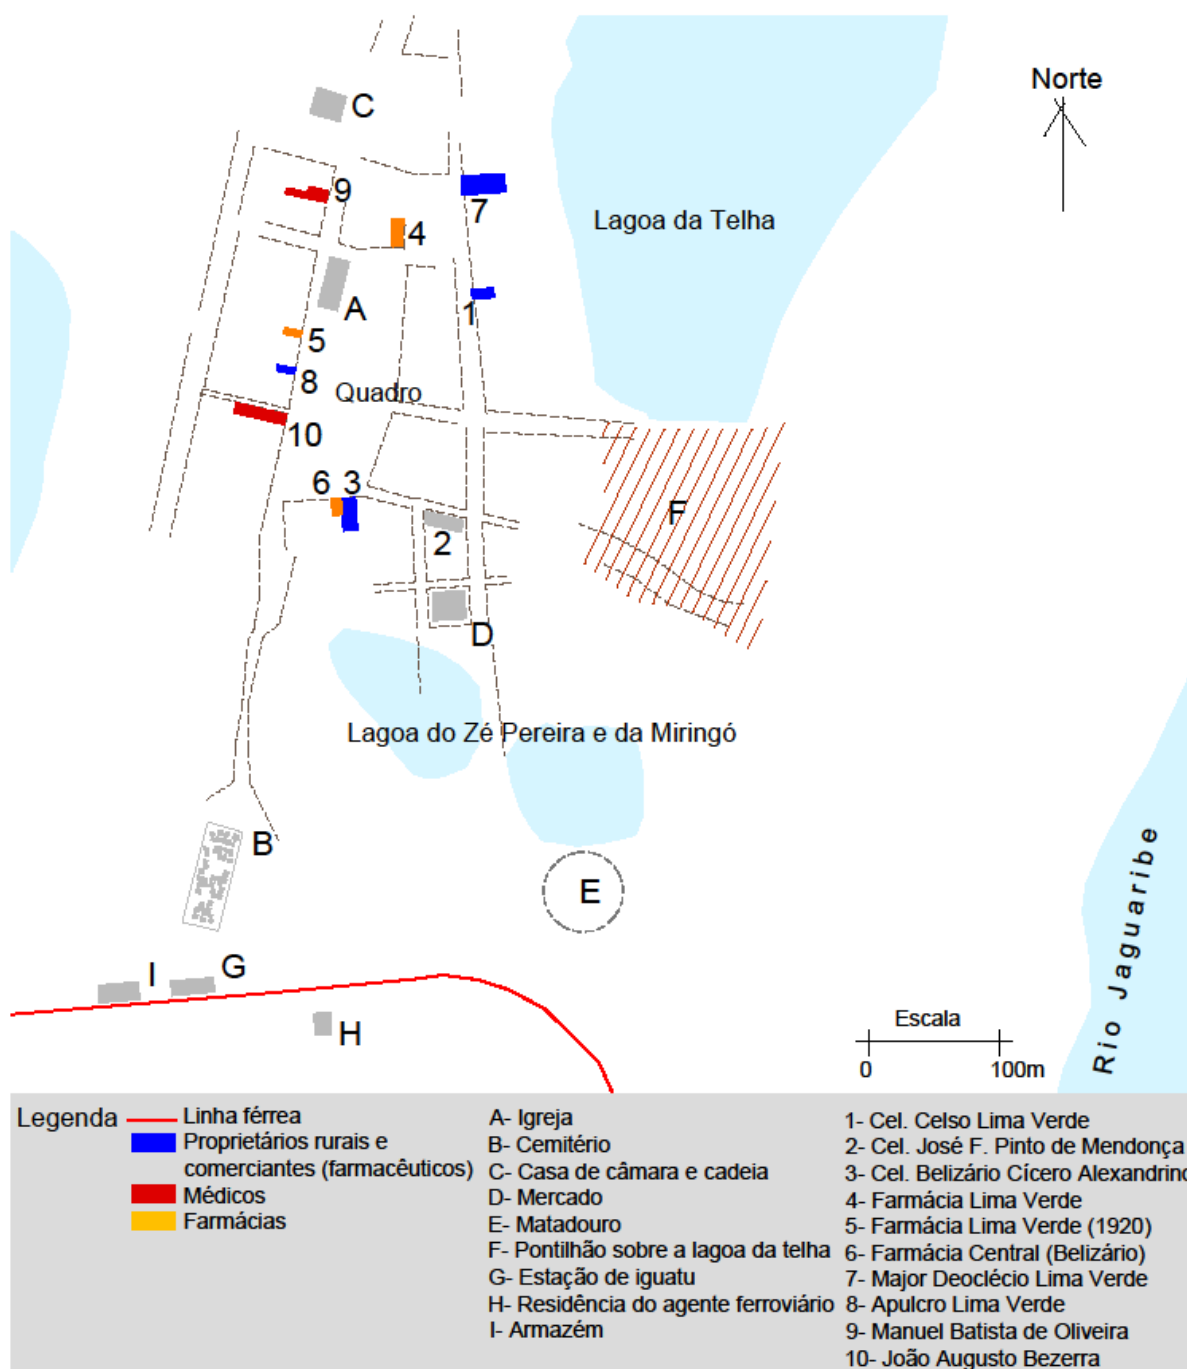 C
Norte
9
7
4
Lagoa da Telha
1
A
5
8
Quadro
10
6 3
F
2
D
Lagoa do Zé Pereira e da Miringó
B
E
Rio Jaguaribe
I
G
H
Escala
0 100m
Legenda
Linha férrea
Proprietários rurais e
comerciantes (farmacêuticos)
Médicos
Farmácias
A- Igreja
B- Cemitério
C- Casa de câmara e cadeia
D- Mercado
E- Matadouro
F- Pontilhão sobre a lagoa da telha
G- Estação de iguatu
H- Residência do agente ferroviário
I- Armazém
1- Cel. Celso Lima Verde
2- Cel. José F. Pinto de Mendonça
3- Cel. Belizário Cícero Alexandrino
4- Farmácia Lima Verde
5- Farmácia Lima Verde (1920)
6- Farmácia Central (Belizário)
7- Major Deoclécio Lima Verde
8- Apulcro Lima Verde
9- Manuel Batista de Oliveira
10- João Augusto Bezerra